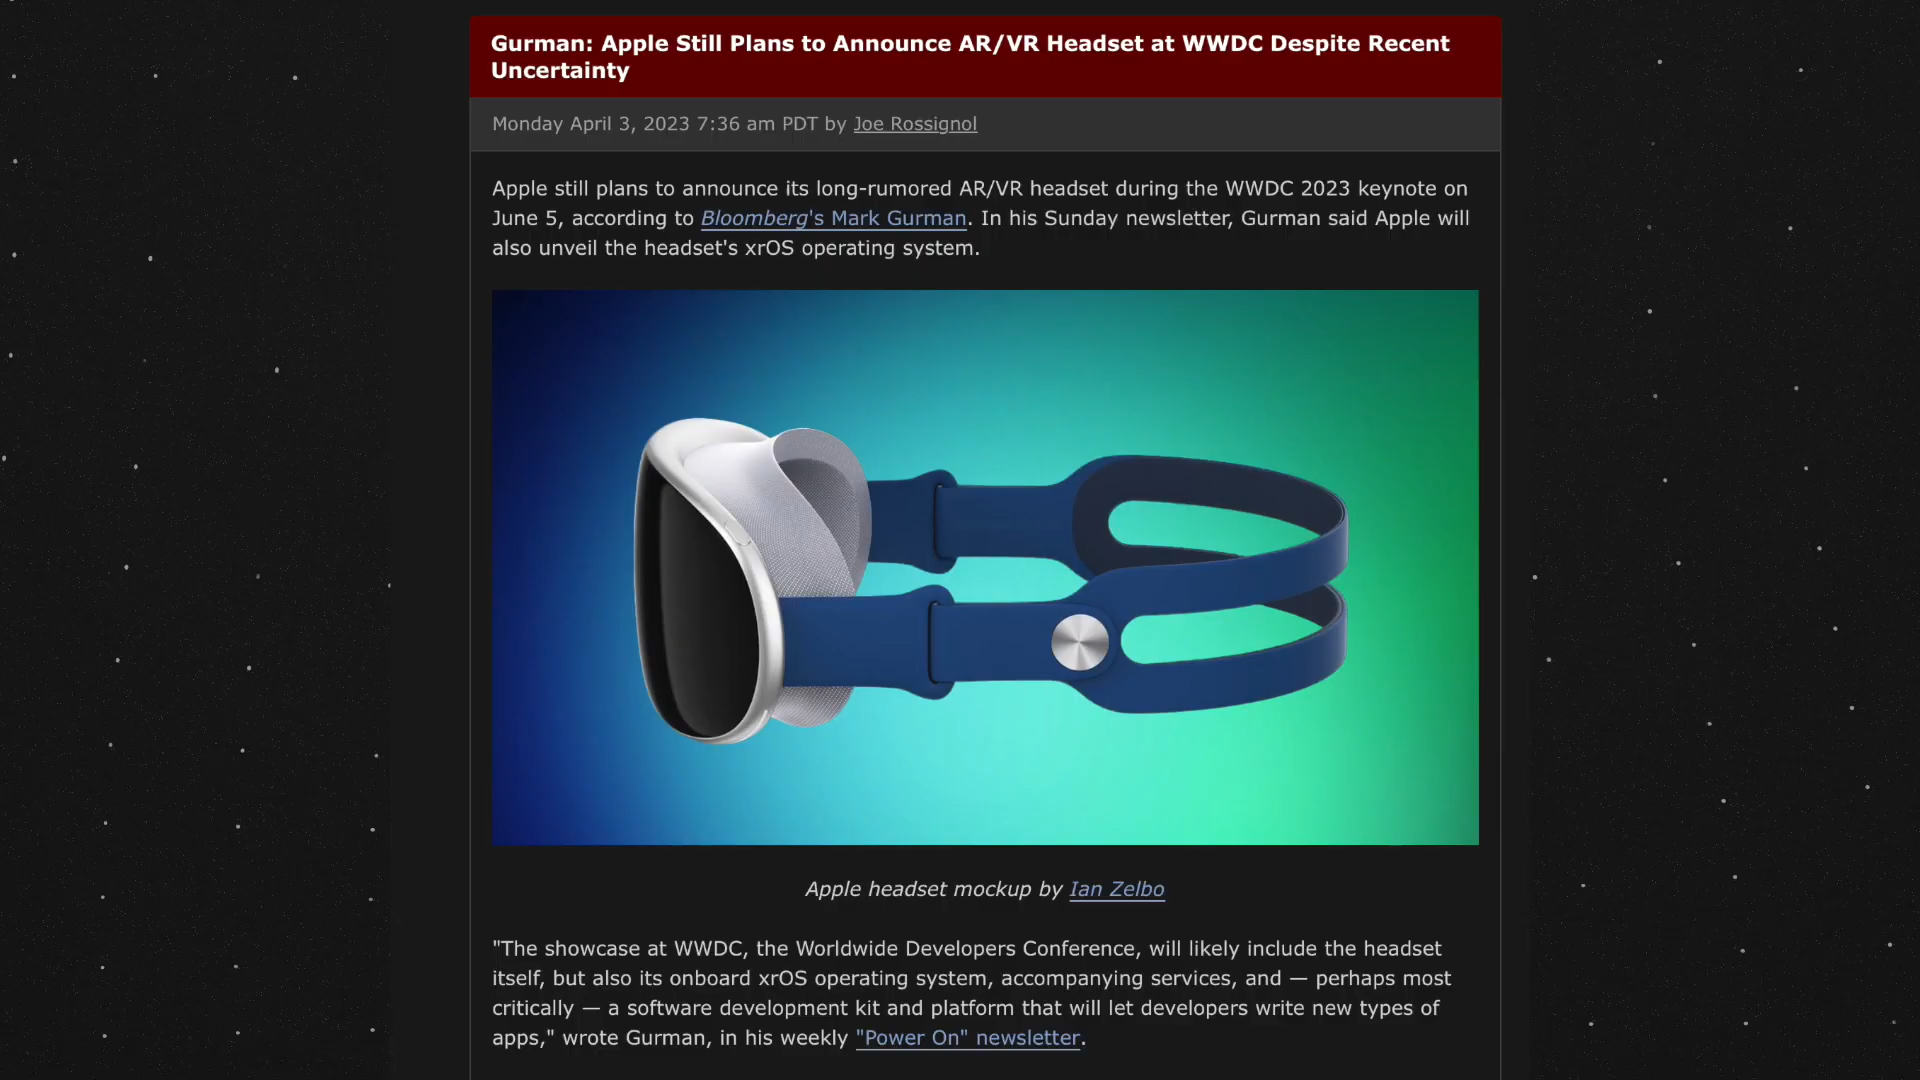 Gurman: Apple Still Plans to Announce AR/VR Headset at WWDC Despite Recent
Uncertainty
Monday April 3, 2023 7:36 am PDT by Joe Rossignol
Apple still plans to announce its long-rumored AR/VR headset during the WWDC 2023 keynote on
June 5, according to Bloomberg's Mark Gurman. In his Sunday newsletter, Gurman said Apple will
also unveil the headset's xrOS operating system.
Apple headset mockup by Ian Zelbo
"The showcase at WWDC, the Worldwide Developers Conference, will likely include the headset
itself, but also its onboard xrOS operating system, accompanying services, and — perhaps most
critically — a software development kit and platform that will let developers write new types of
apps," wrote Gurman, in his weekly "Power On" newsletter.